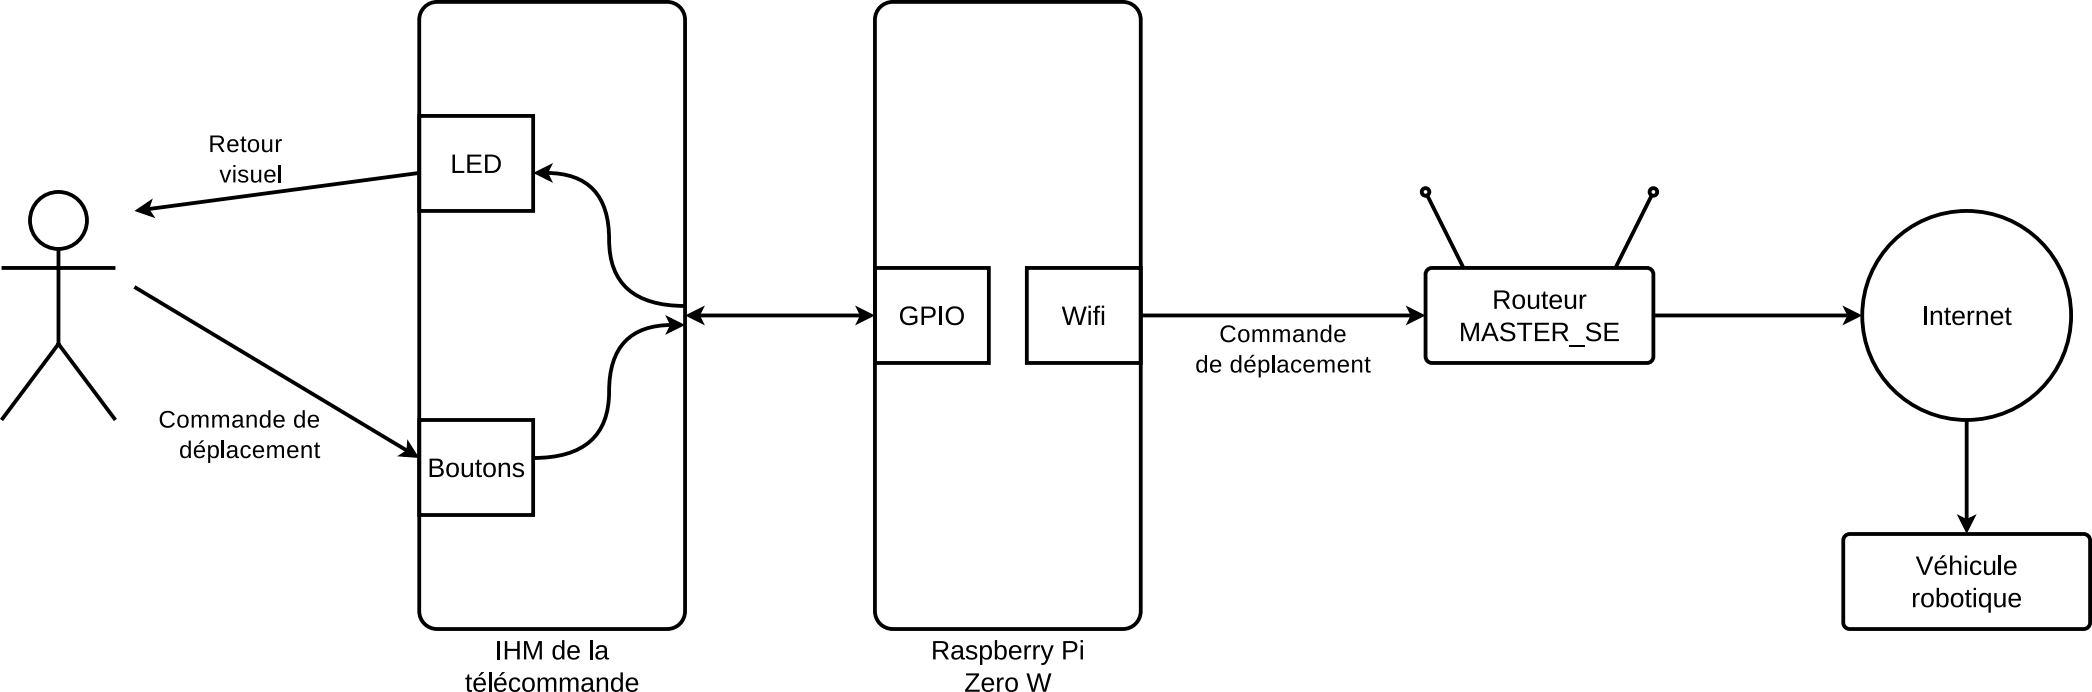 Retour
visuel
LED
Commande de
déplacement
Boutons
IHM de la
télécommande
GPIO
Wifi
Raspberry Pi
Zero W
Commande
de déplacement
Routeur
MASTER_SE
Internet
Véhicule
robotique